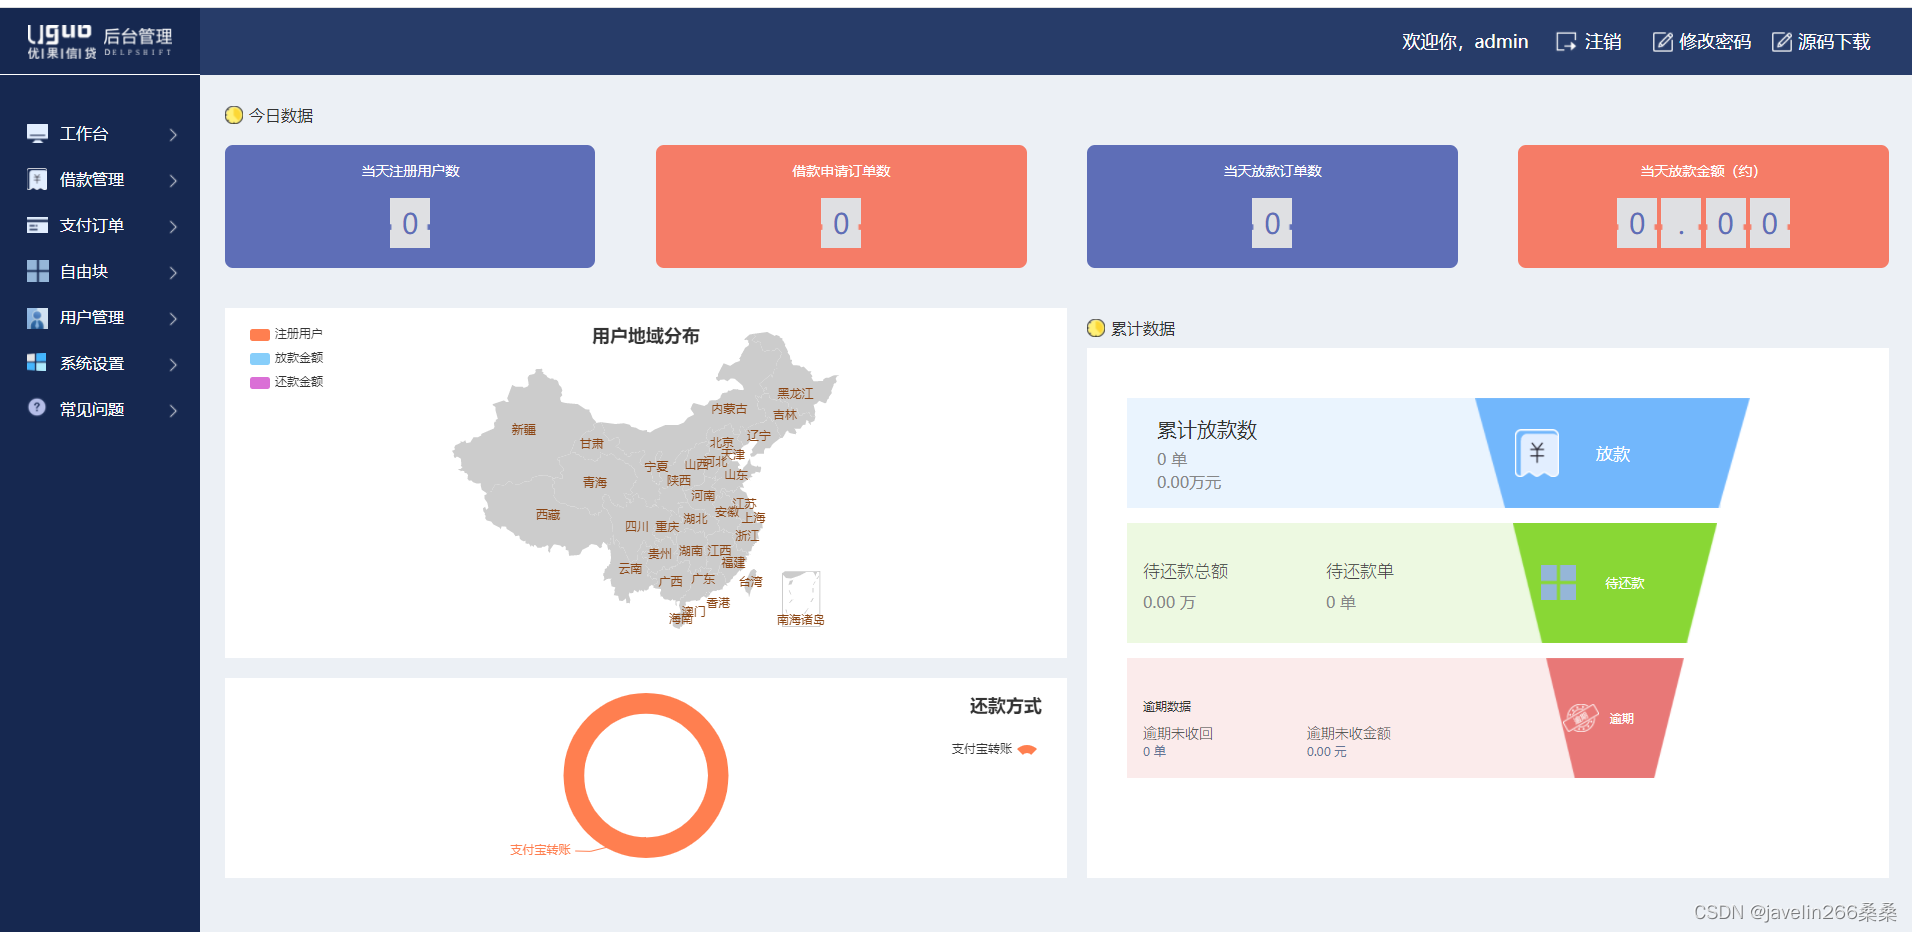 Uguo 后台管理
优果信贷 DELPSHIFT
欢迎你，admin 注销 修改密码 源码下载
工作台
借款管理
支付订单
自由块
用户管理
系统设置
常见问题
今日数据
当天注册用户数
0
借款申请订单数
0
当天放款订单数
0
当天放款金额（约）
0.00
用户地域分布
注册用户
放款金额
还款金额
黑龙江
内蒙古
吉林
新疆
辽宁
甘肃
北京
天津
宁夏
山西
河北
陕西
山东
青海
河南
江苏
西藏
安徽
上海
湖北
四川
重庆
浙江
贵州
湖南
江西
福建
云南
广西
广东
台湾
香港
澳门
海南
南海诸岛
还款方式
支付宝转账
支付宝转账
累计数据
累计放款数
0 单
0.00万元
放款
待还款总额 待还款单
0.00 万 0 单
待还款
逾期数据
逾期未收回 逾期未收金额
0 单 0.00 元
逾期
CSDN @javelin266桑桑